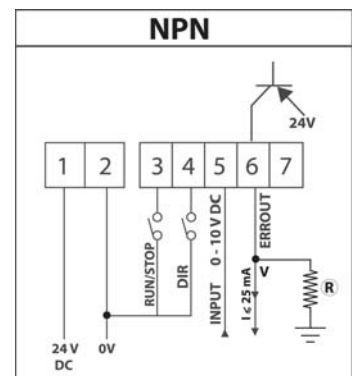 NPN
24V
1 2 3 4 5 6 7
RUN/STOP
DIR
INPUT 0 - 10 V DC
I ≤ 25 mA
ERROUT
V
R
24 V
DC
0V